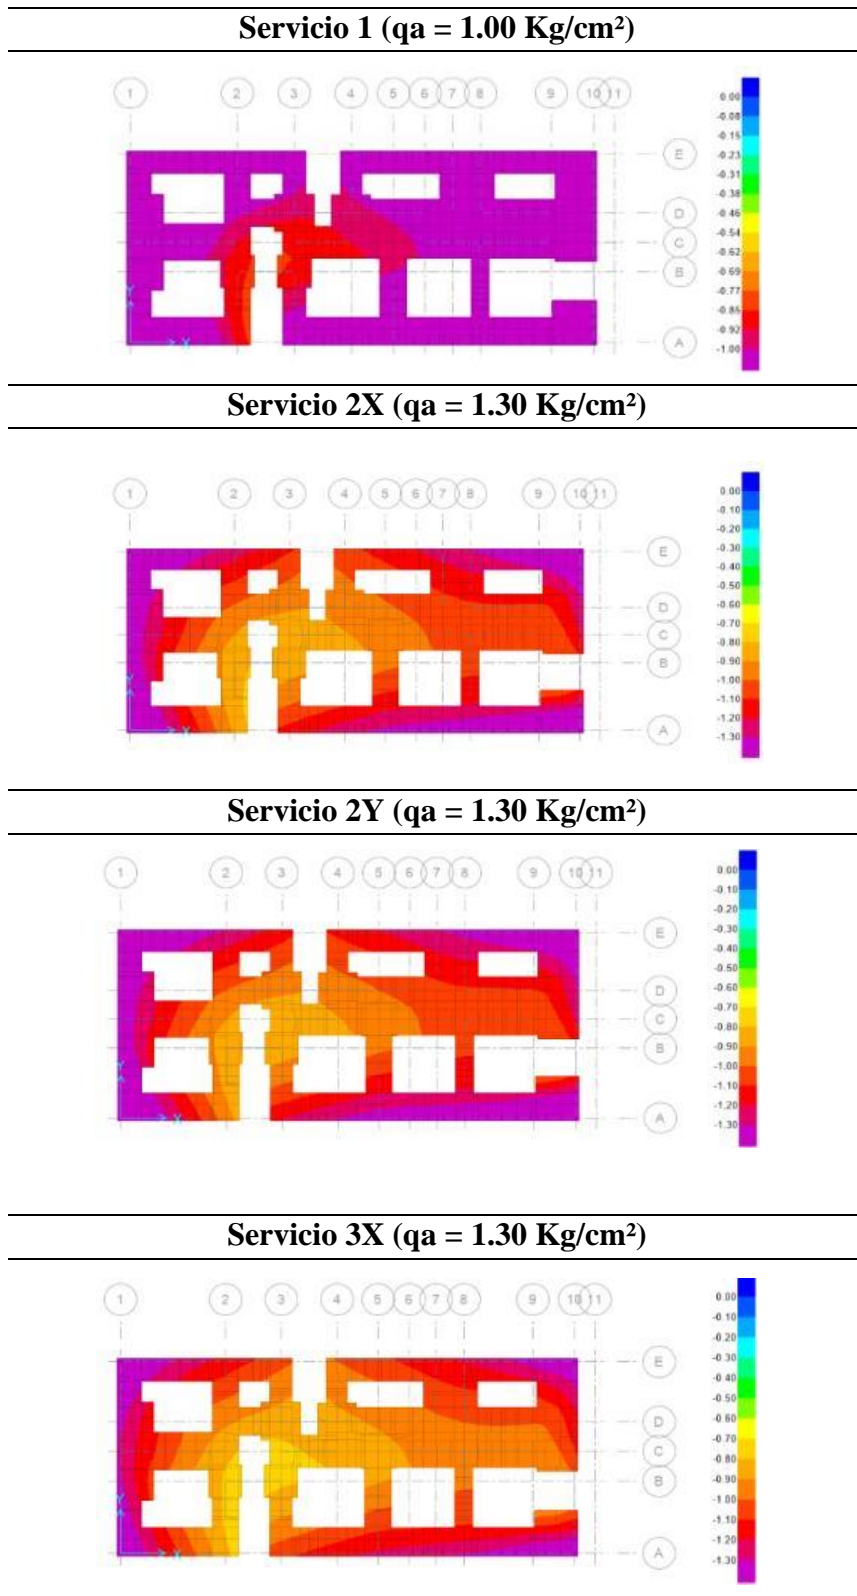 Servicio 1 (qa = 1.00 Kg/cm²)
1 2 3 4 5 6 7 8 9 10 11
E
D
C
B
A
Y
X
0.00
-0.08
-0.15
-0.23
-0.31
-0.38
-0.46
-0.54
-0.62
-0.69
-0.77
-0.85
-0.92
-1.00
Servicio 2X (qa = 1.30 Kg/cm²)
1 2 3 4 5 6 7 8 9 10 11
E
D
C
B
A
Y
X
0.00
-0.10
-0.20
-0.30
-0.40
-0.50
-0.60
-0.70
-0.80
-0.90
-1.00
-1.10
-1.20
-1.30
Servicio 2Y (qa = 1.30 Kg/cm²)
1 2 3 4 5 6 7 8 9 10 11
E
D
C
B
A
Y
X
0.00
-0.10
-0.20
-0.30
-0.40
-0.50
-0.60
-0.70
-0.80
-0.90
-1.00
-1.10
-1.20
-1.30
Servicio 3X (qa = 1.30 Kg/cm²)
1 2 3 4 5 6 7 8 9 10 11
E
D
C
B
A
Y
X
0.00
-0.10
-0.20
-0.30
-0.40
-0.50
-0.60
-0.70
-0.80
-0.90
-1.00
-1.10
-1.20
-1.30